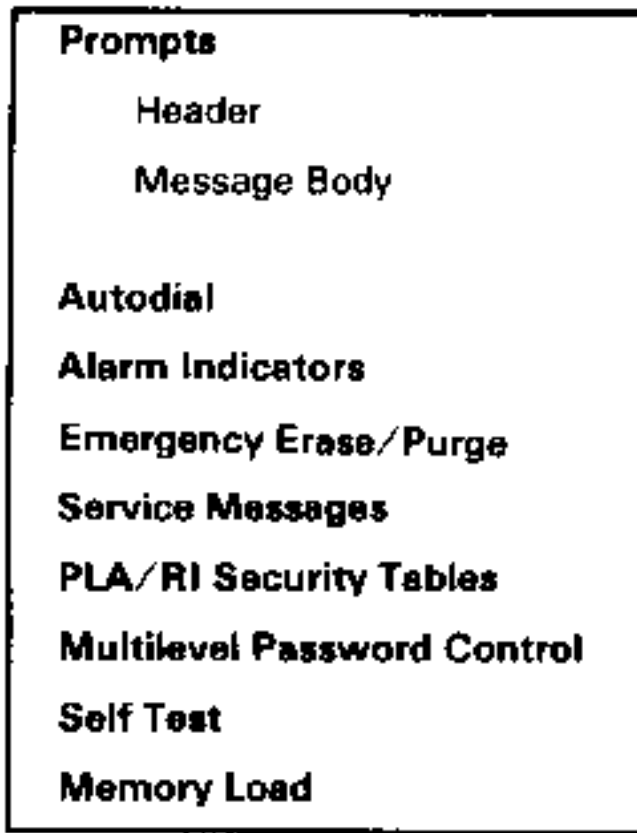 Prompts
Header
Message Body
Autodial
Alarm Indicators
Emergency Erase/Purge
Service Messages
PLA/RI Security Tables
Multilevel Password Control
Self Test
Memory Load